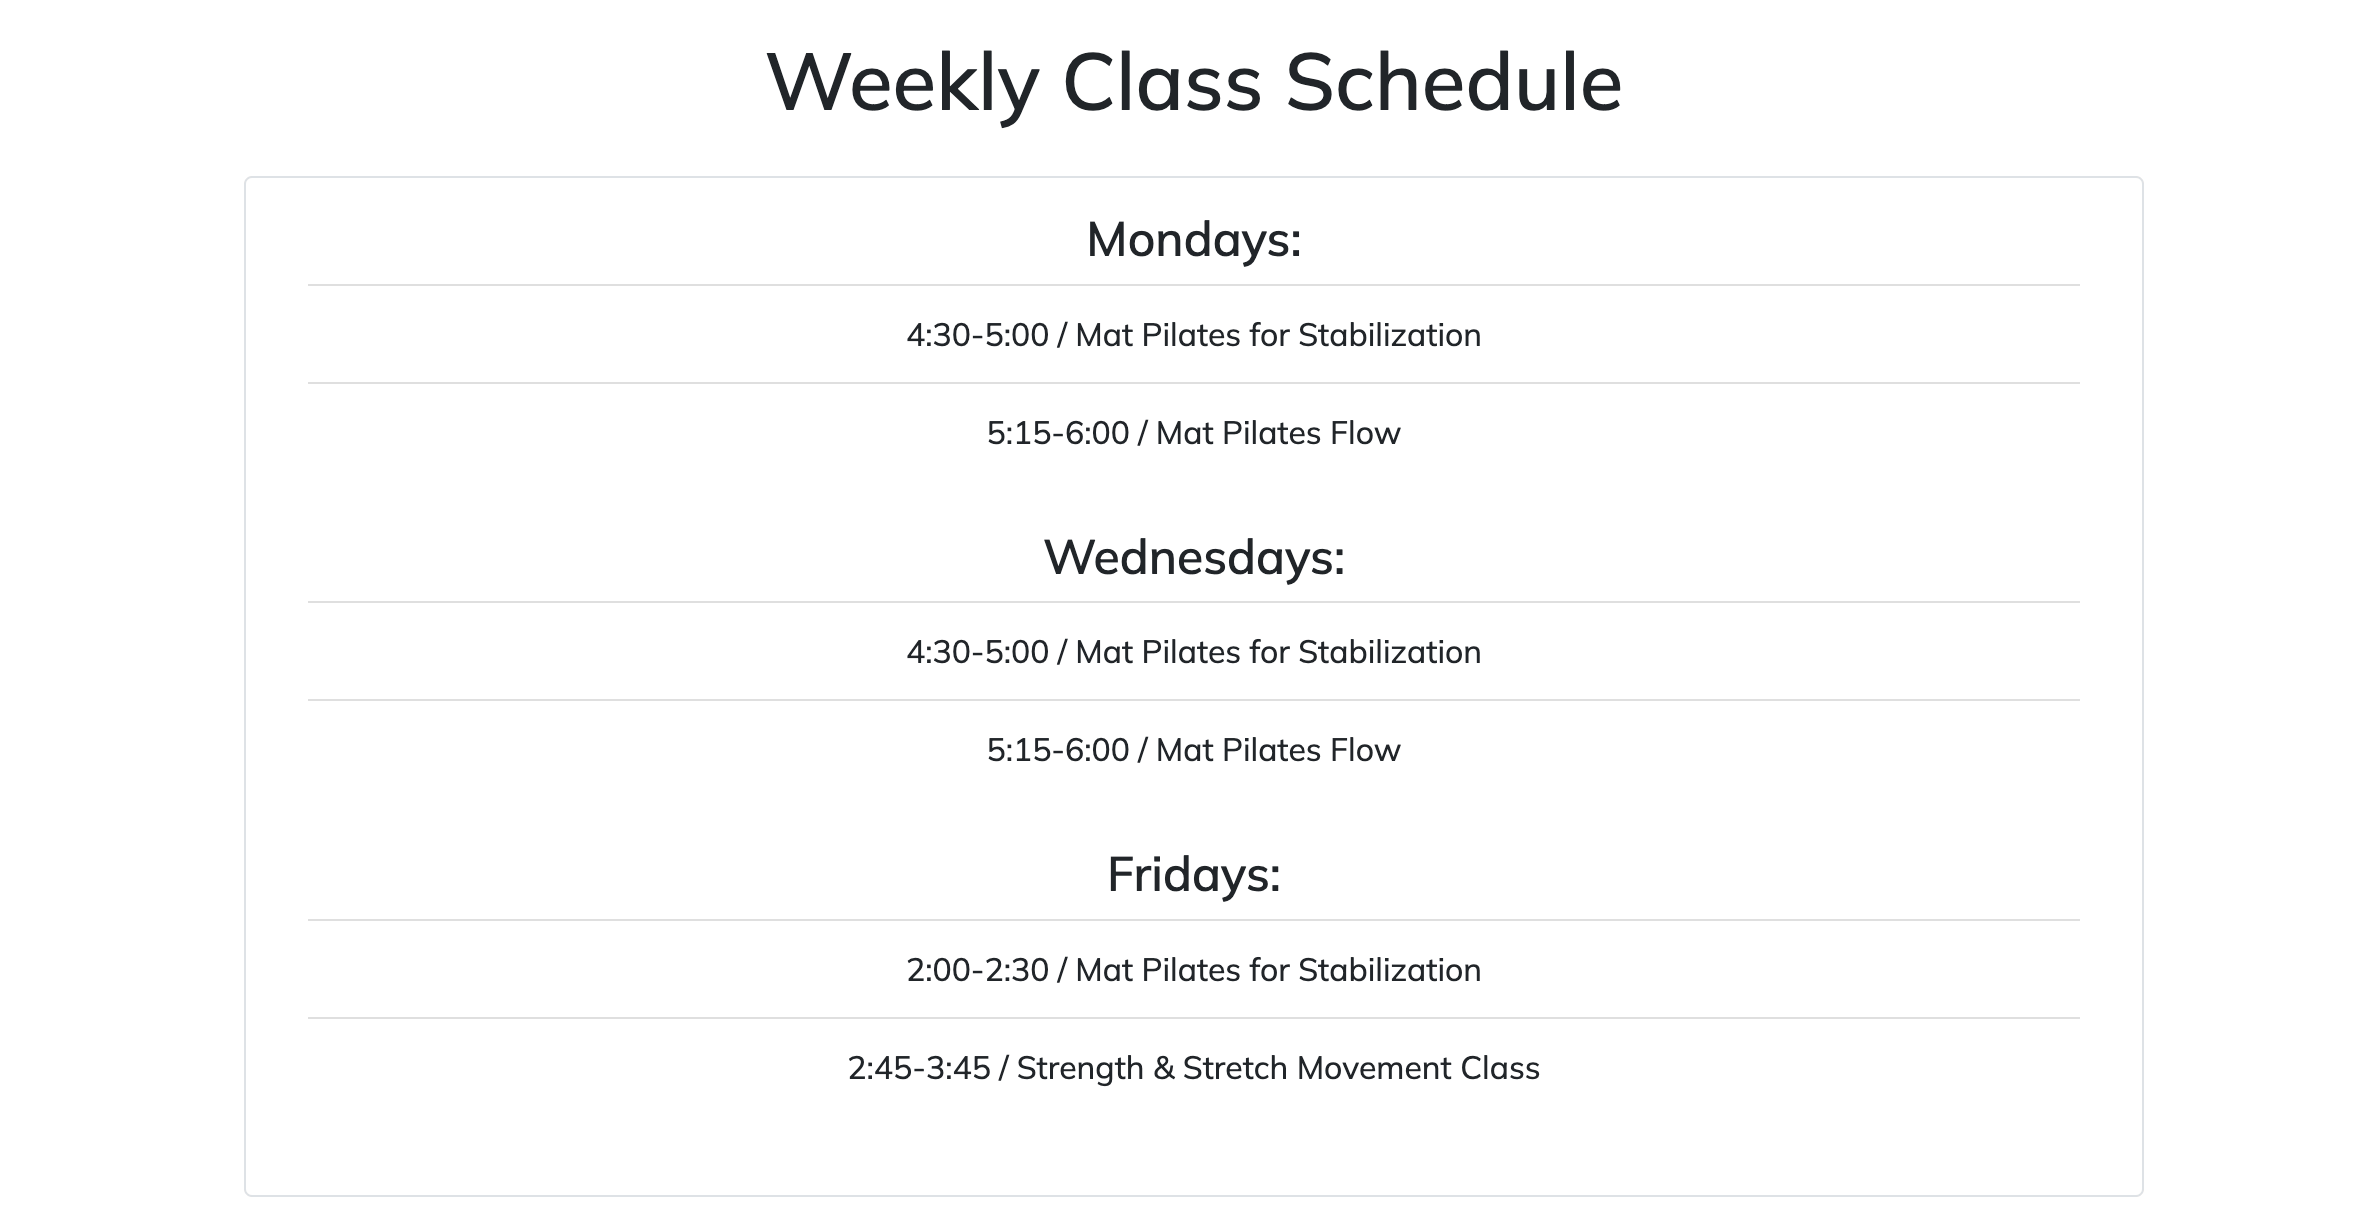 Weekly Class Schedule
Mondays:
4:30-5:00 / Mat Pilates for Stabilization
5:15-6:00 / Mat Pilates Flow
Wednesdays:
4:30-5:00 / Mat Pilates for Stabilization
5:15-6:00 / Mat Pilates Flow
Fridays:
2:00-2:30 / Mat Pilates for Stabilization
2:45-3:45 / Strength & Stretch Movement Class